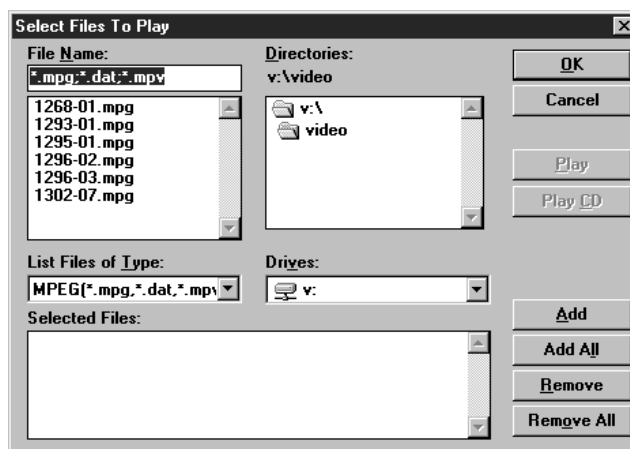 Select Files To Play
File Name:
*.mpg;*.dat;*.mpv
1268-01.mpg
1293-01.mpg
1295-01.mpg
1296-02.mpg
1296-03.mpg
1302-07.mpg
List Files of Type:
MPEG(*.mpg,*.dat,*.mpv
Directories:
v:\video
v:\
video
Drives:
v:
Selected Files:
OK
Cancel
Play
Play CD
Add
Add All
Remove
Remove All